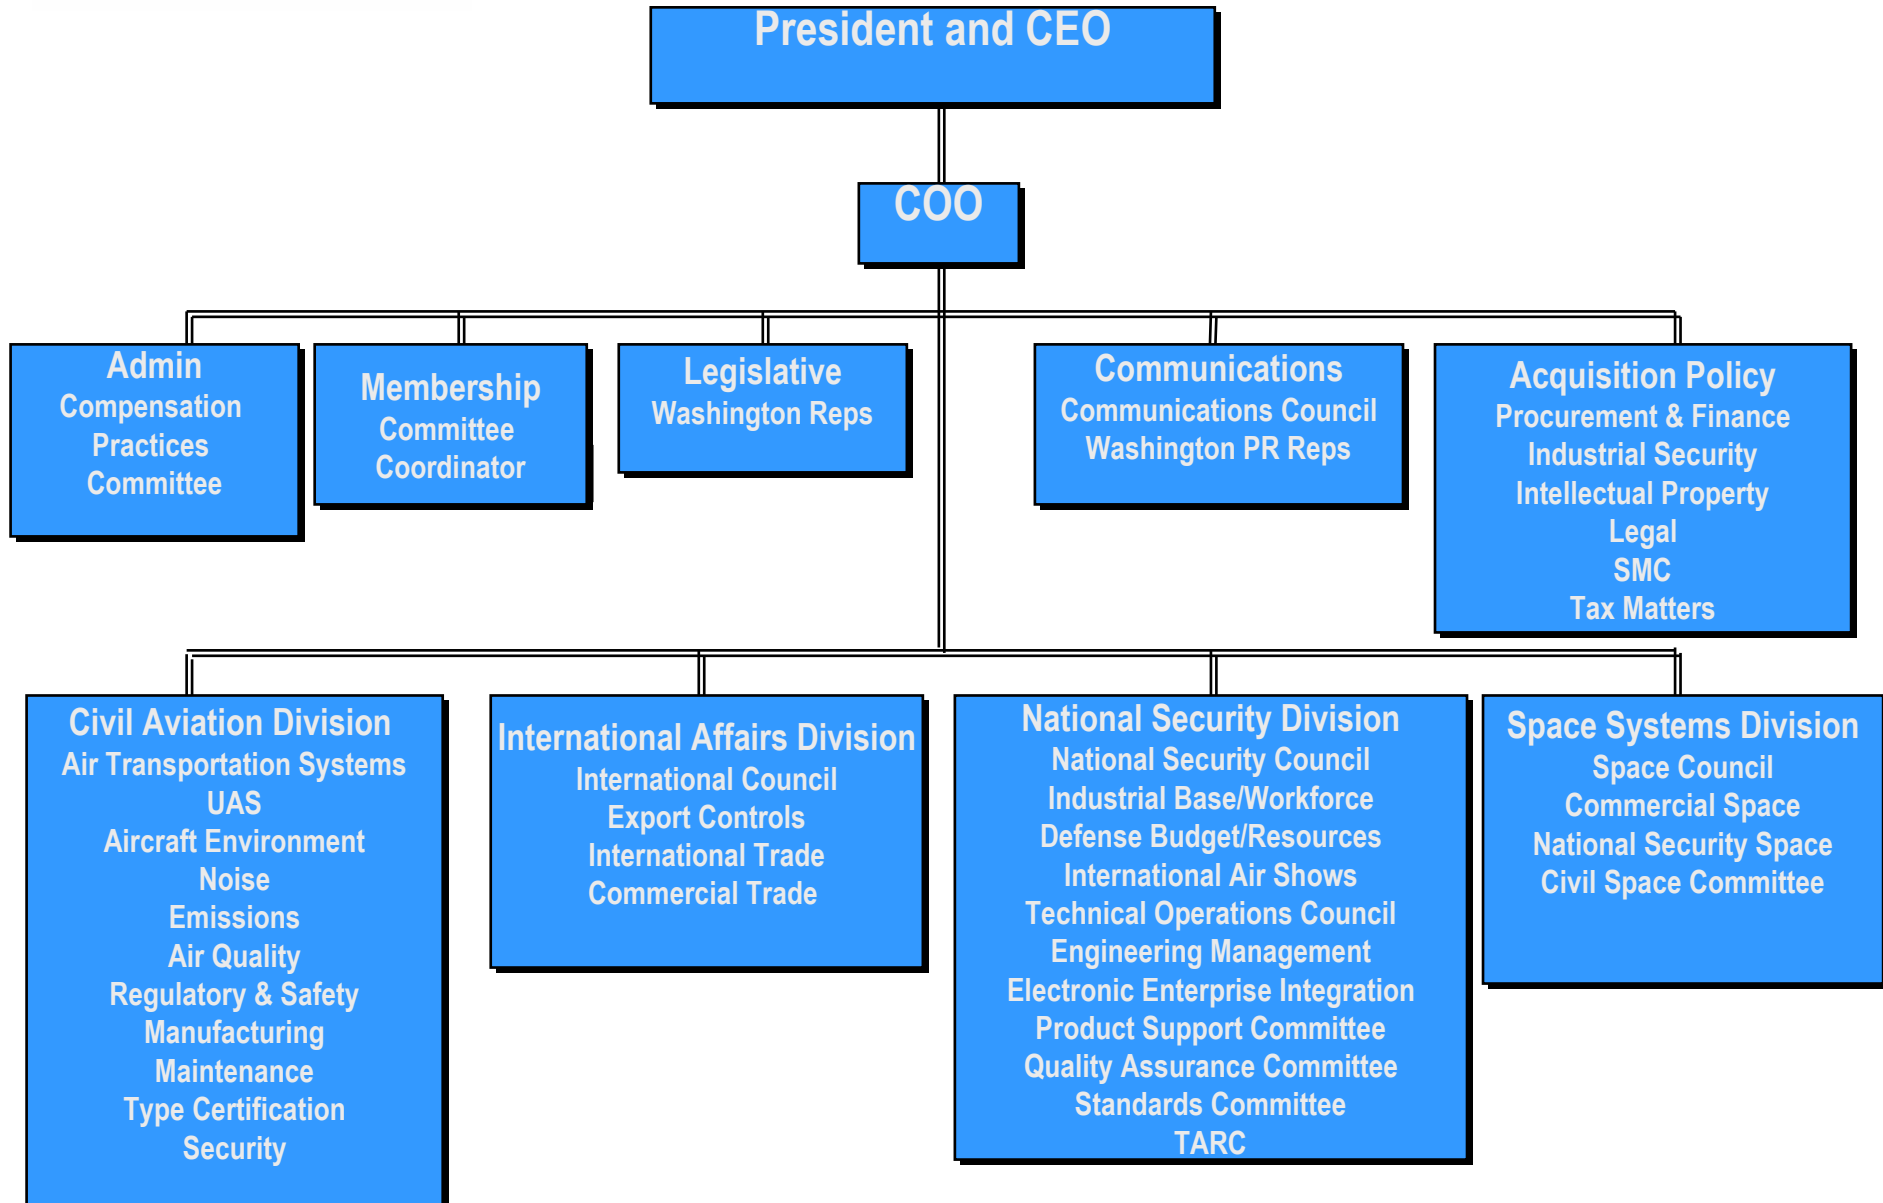 President and CEO
COO
Admin
Compensation
Practices
Committee
Membership
Committee
Coordinator
Legislative
Washington Reps
Communications
Communications Council
Washington PR Reps
Acquisition Policy
Procurement & Finance
Industrial Security
Intellectual Property
Legal
SMC
Tax Matters
Civil Aviation Division
Air Transportation Systems
UAS
Aircraft Environment
Noise
Emissions
Air Quality
Regulatory & Safety
Manufacturing
Maintenance
Type Certification
Security
International Affairs Division
International Council
Export Controls
International Trade
Commercial Trade
National Security Division
National Security Council
Industrial Base/Workforce
Defense Budget/Resources
International Air Shows
Technical Operations Council
Engineering Management
Electronic Enterprise Integration
Product Support Committee
Quality Assurance Committee
Standards Committee
TARC
Space Systems Division
Space Council
Commercial Space
National Security Space
Civil Space Committee